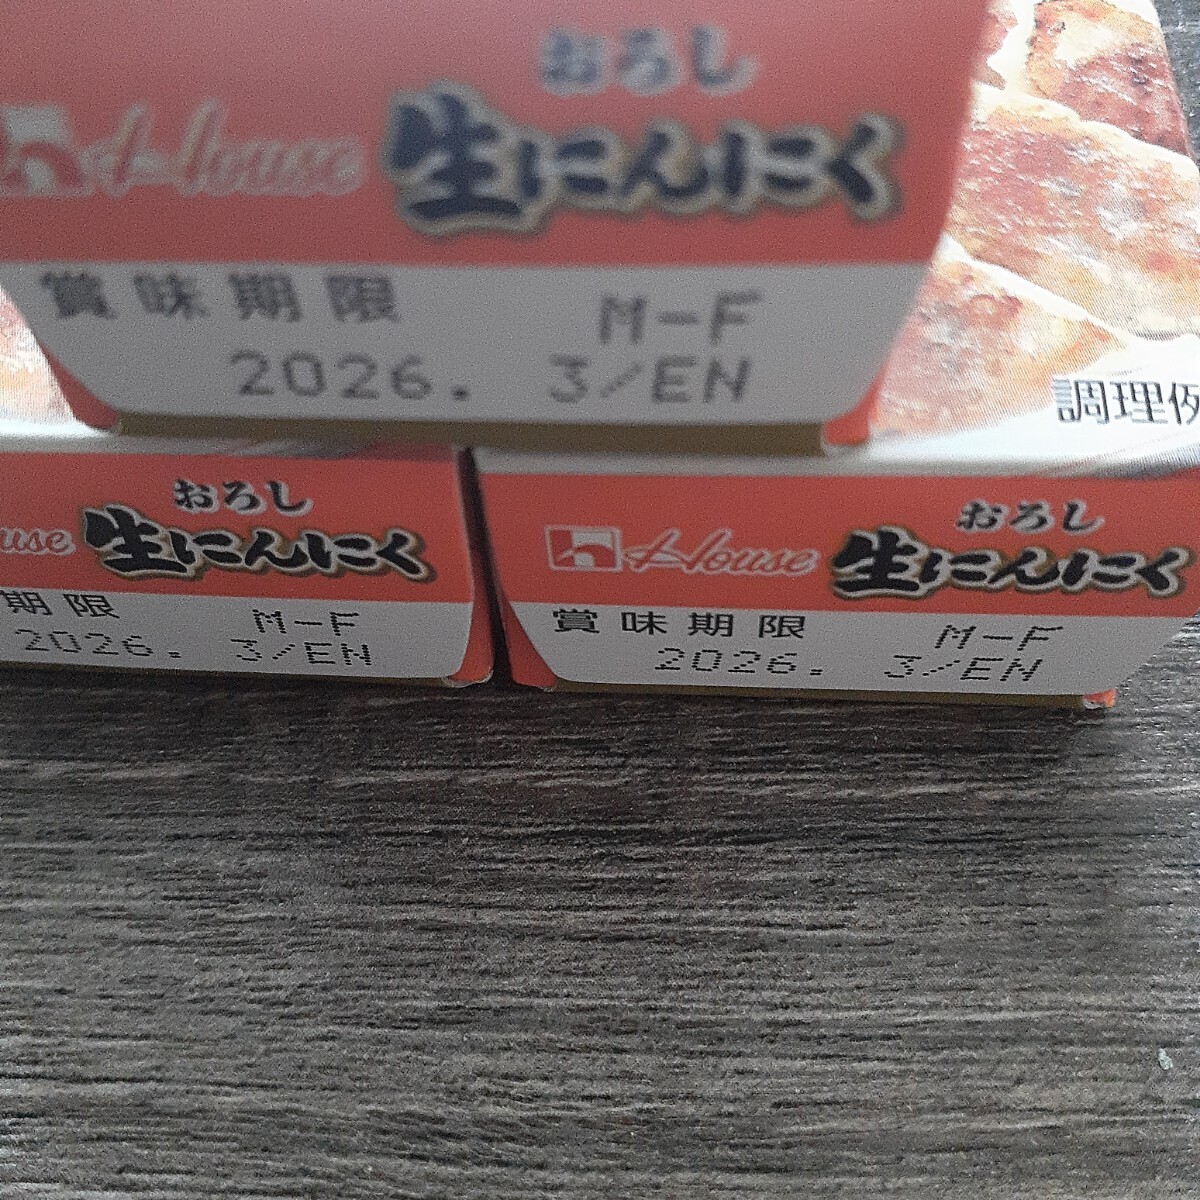 おろし
House 生にんにく
賞味期限
M-F
2026. 3/EN
調理例
おろし
use 生にんにく
期限
M-F
2026. 3/EN
おろし
House 生にんにく
賞味期限
M-F
2026. 3/EN